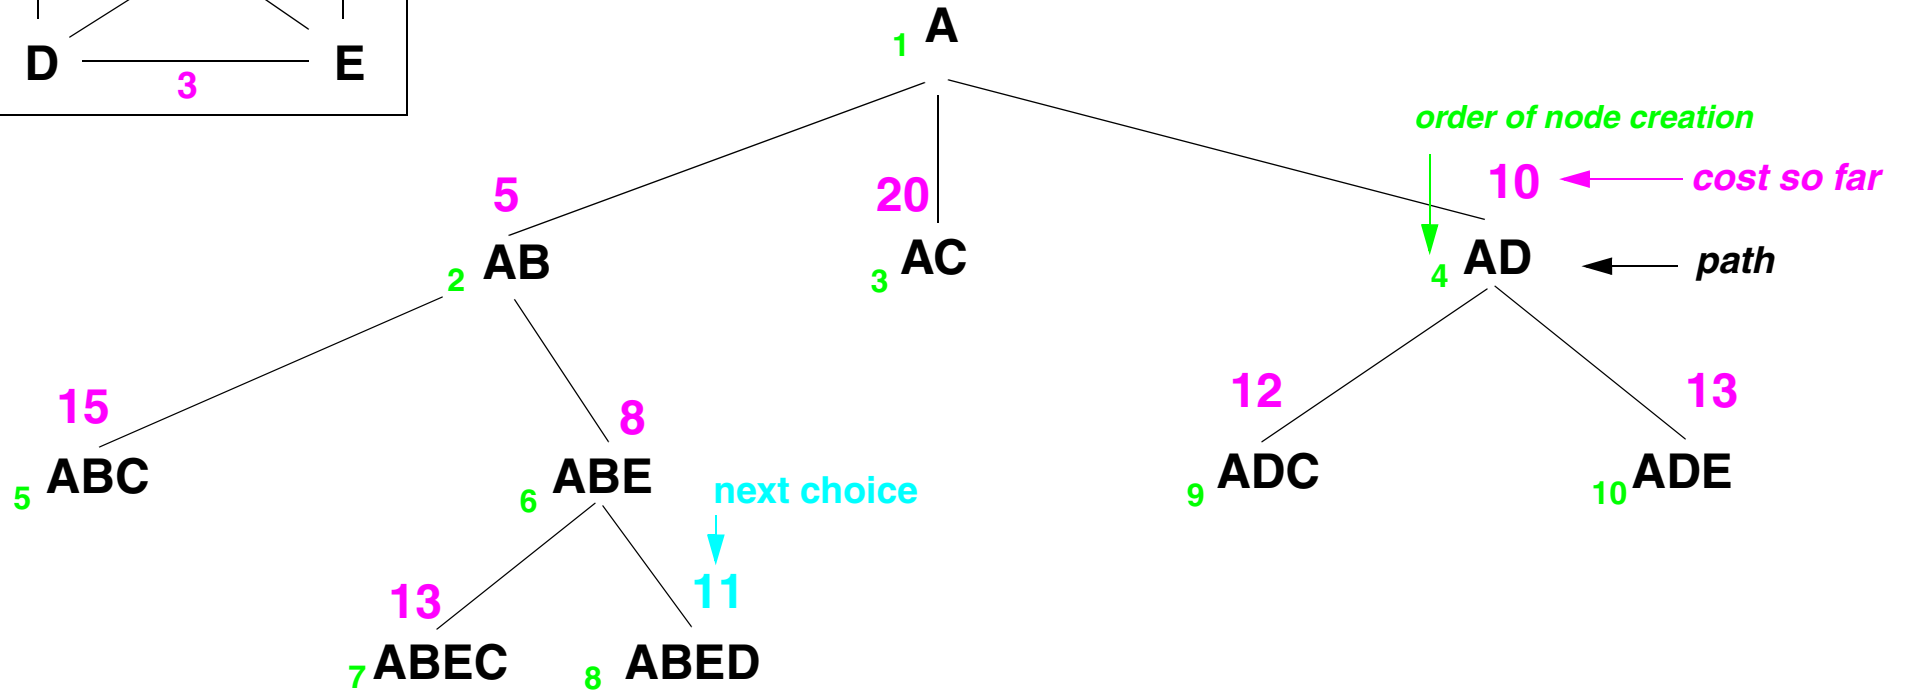 A
1
D
E
3
order of node creation
5
20
10
cost so far
AB
2
AC
3
AD
4
path
15
8
12
13
ABC
5
ABE
6
next choice
ADC
9
ADE
10
13
11
ABEC
7
ABED
8